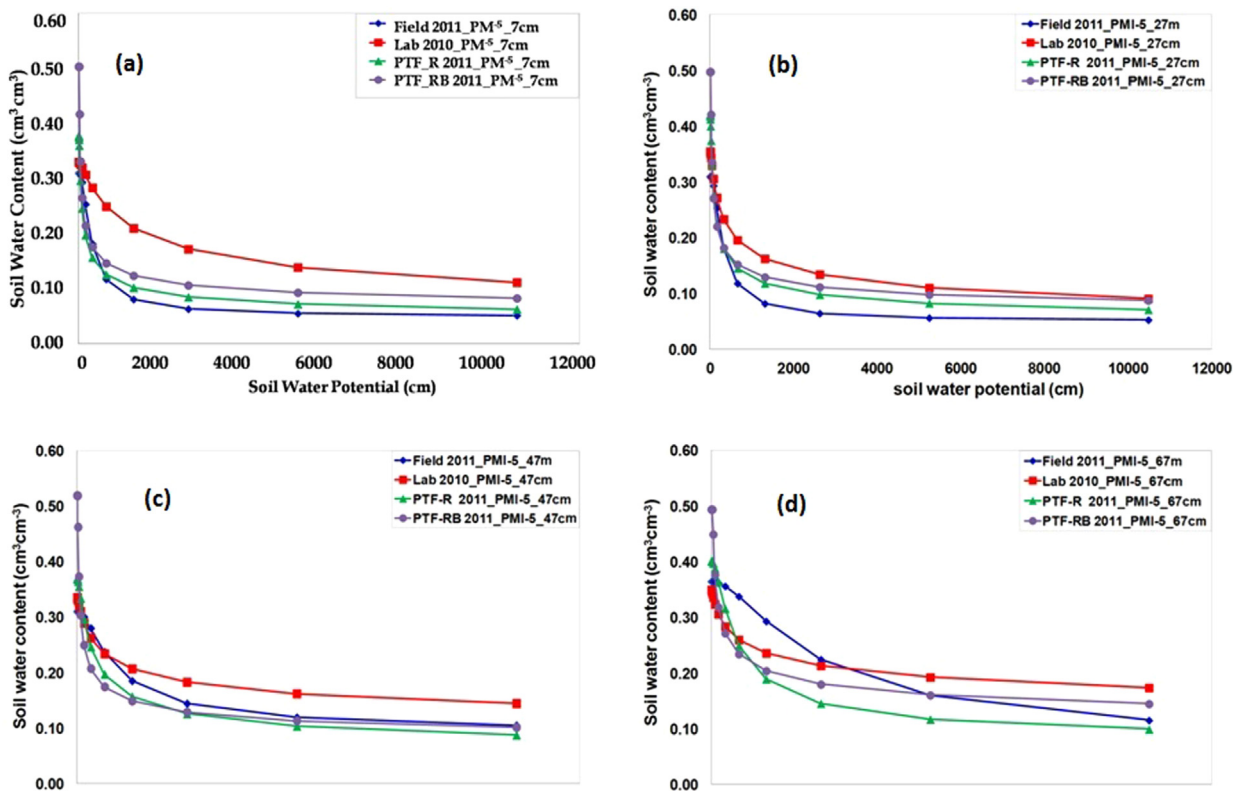 (a)
Field 2011_PM-5_7cm
Lab 2010_PM-5_7cm
PTF_R 2011_PM-5_7cm
PTF_RB 2011_PM-5_7cm
Soil Water Content (cm3 cm-3)
0.60
0.50
0.40
0.30
0.20
0.10
0.00
0 2000 4000 6000 8000 10000 12000
Soil Water Potential (cm)
(b)
Field 2011_PMI-5_27m
Lab 2010_PMI-5_27cm
PTF-R 2011_PMI-5_27cm
PTF-RB 2011_PMI-5_27cm
Soil water content (cm3cm-3)
0.60
0.50
0.40
0.30
0.20
0.10
0.00
0 2000 4000 6000 8000 10000 12000
soil water potential (cm)
(c)
Field 2011_PMI-5_47m
Lab 2010_PMI-5_47cm
PTF-R 2011_PMI-5_47cm
PTF-RB 2011_PMI-5_47cm
Soil water content (cm3cm-3)
0.60
0.50
0.40
0.30
0.20
0.10
0.00
(d)
Field 2011_PMI-5_67m
Lab 2010_PMI-5_67cm
PTF-R 2011_PMI-5_67cm
PTF-RB 2011_PMI-5_67cm
Soil water content (cm3cm-3)
0.60
0.50
0.40
0.30
0.20
0.10
0.00